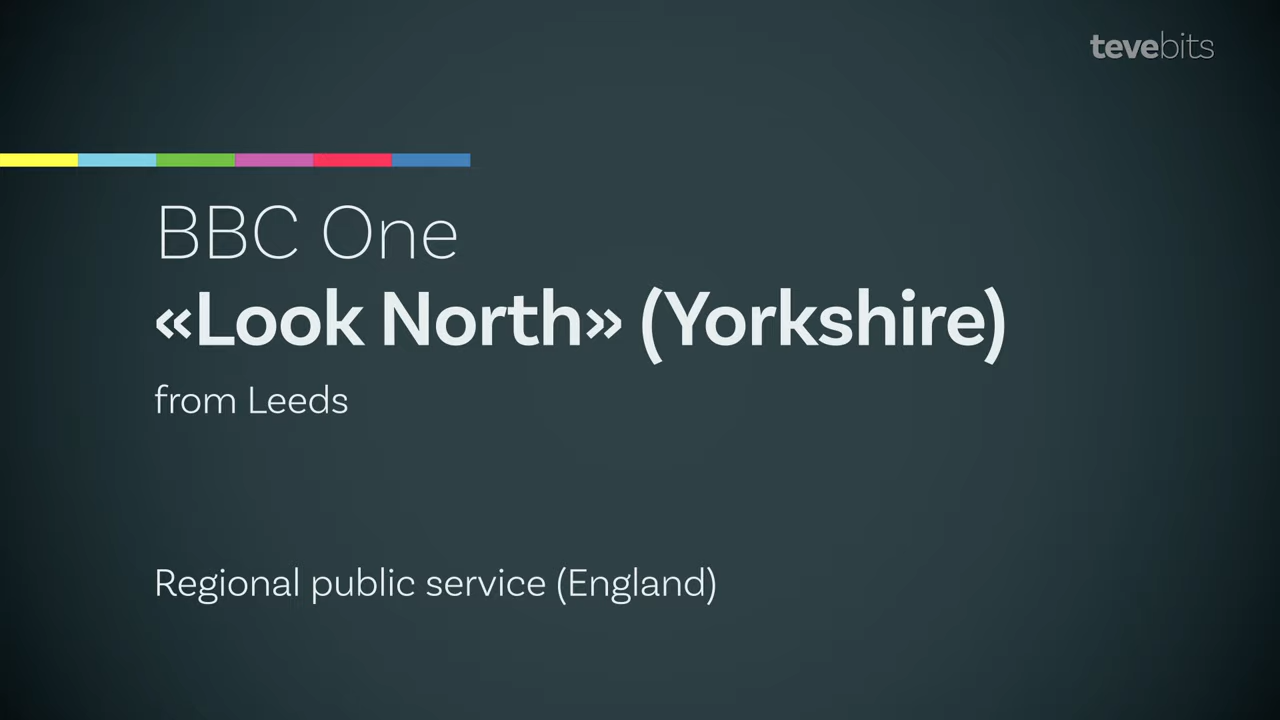 tevebits
BBC One
«Look North» (Yorkshire)
from Leeds
Regional public service (England)